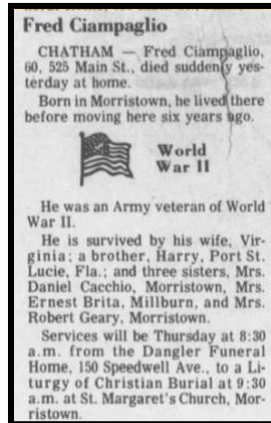 Fred Ciampaglio
CHATHAM — Fred Ciampaglio,
60, 525 Main St., died suddenly yes-
terday at home.
Born in Morristown, he lived there
before moving here six years ago.
World
War II
He was an Army veteran of World
War II.
He is survived by his wife, Vir-
ginia; a brother, Harry, Port St.
Lucie, Fla.; and three sisters, Mrs.
Daniel Cacchio, Morristown, Mrs.
Ernest Brita, Millburn, and Mrs.
Robert Geary, Morristown.
Services will be Thursday at 8:30
a.m. from the Dangler Funeral
Home, 150 Speedwell Ave., to a Li-
turgy of Christian Burial at 9:30
a.m. at St. Margaret's Church, Mor-
ristown.